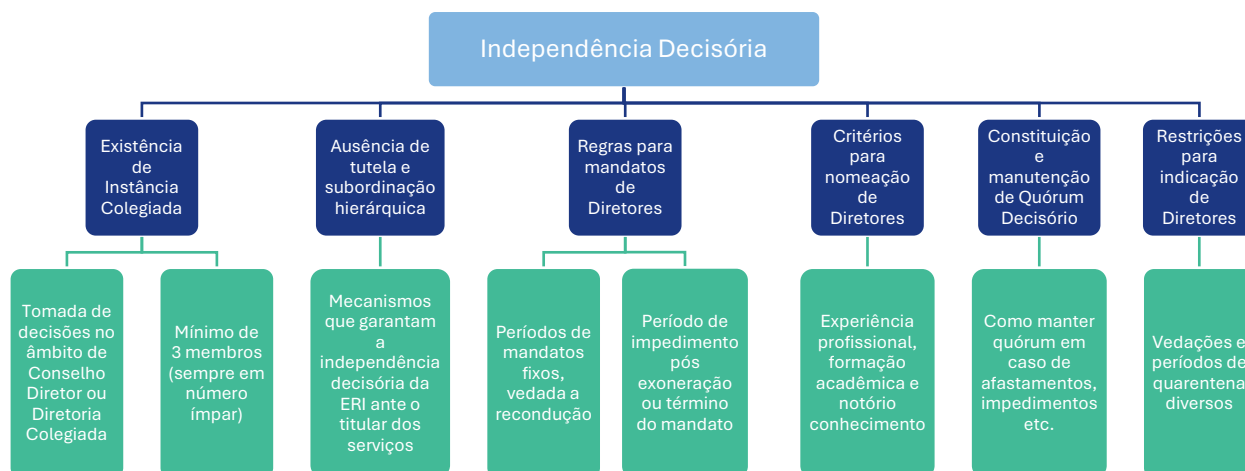 Independência Decisória
Existência
de
Instância
Colegiada
Ausência de
tutela e
subordinação
hierárquica
Regras para
mandatos
de
Diretores
Critérios
para
nomeação
de
Diretores
Constituição
e
manutenção
de Quórum
Decisório
Restrições
para
indicação
de
Diretores
Tomada de
decisões no
âmbito de
Conselho
Diretor ou
Diretoria
Colegiada
Mínimo de
3 membros
(sempre em
número
ímpar)
Mecanismos
que garantam
a
independência
decisória da
ERI ante o
titular dos
serviços
Períodos de
mandatos
fixos,
vedada a
recondução
Período de
impedimento
pós
exoneração
ou término
do mandato
Experiência
profissional,
formação
acadêmica e
notório
conhecimento
Como manter
quórum em
caso de
afastamentos,
impedimentos
etc.
Vedações e
períodos de
quarentena
diversos